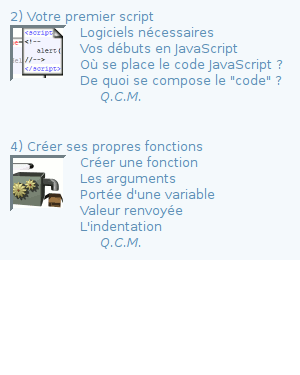 2) Votre premier script
<script>
<!--
alert(
//-->
</script>
Logiciels nécessaires
Vos débuts en JavaScript
Où se place le code JavaScript ?
De quoi se compose le "code" ?
Q.C.M.
4) Créer ses propres fonctions
Créer une fonction
Les arguments
Portée d'une variable
Valeur renvoyée
L'indentation
Q.C.M.